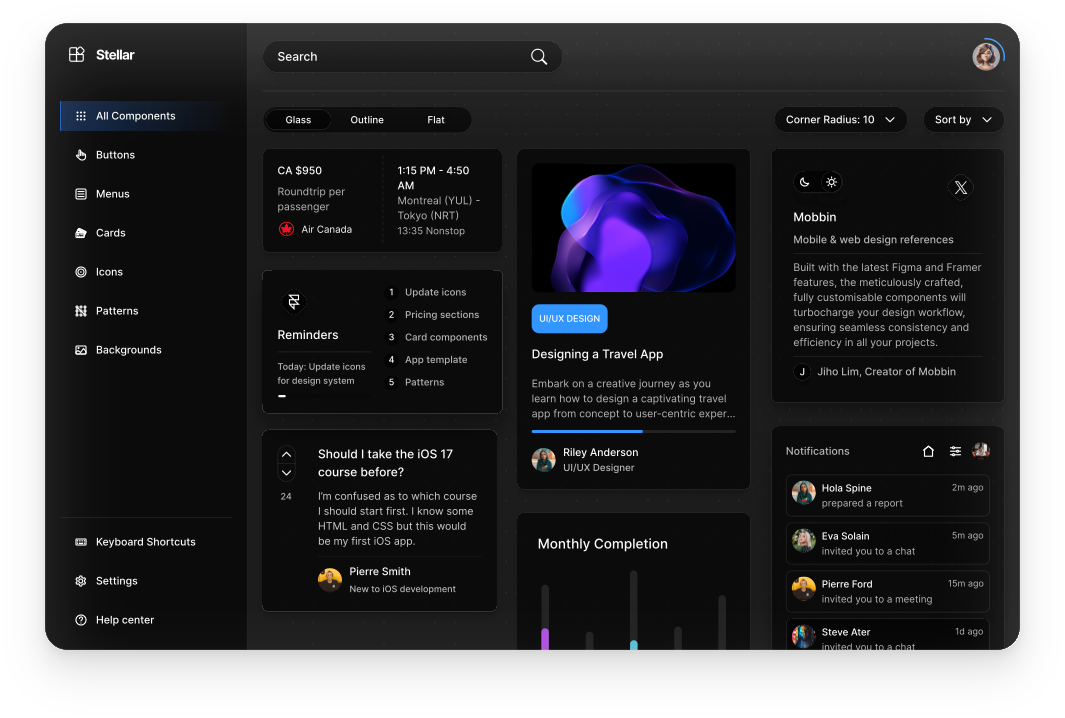 Stellar
All Components
Buttons
Menus
Cards
Icons
Patterns
Backgrounds
Keyboard Shortcuts
Settings
Help center
Search
Glass
Outline
Flat
Corner Radius: 10
Sort by
CA $950
Roundtrip per
passenger
Air Canada
1:15 PM - 4:50
AM
Montreal (YUL) -
Tokyo (NRT)
13:35 Nonstop
Reminders
Today: Update icons
for design system
1 Update icons
2 Pricing sections
3 Card components
4 App template
5 Patterns
24
Should I take the iOS 17
course before?
I'm confused as to which course
I should start first. I know some
HTML and CSS but this would
be my first iOS app.
Pierre Smith
New to iOS development
UI/UX DESIGN
Designing a Travel App
Embark on a creative journey as you
learn how to design a captivating travel
app from concept to user-centric exper...
Riley Anderson
UI/UX Designer
Monthly Completion
X
Mobbin
Mobile & web design references
Built with the latest Figma and Framer
features, the meticulously crafted,
fully customisable components will
turbocharge your design workflow,
ensuring seamless consistency and
efficiency in all your projects.
J Jiho Lim, Creator of Mobbin
Notifications
Hola Spine 2m ago
prepared a report
Eva Solain 5m ago
invited you to a chat
Pierre Ford 15m ago
invited you to a meeting
Steve Ater 1d ago
invited you to a chat